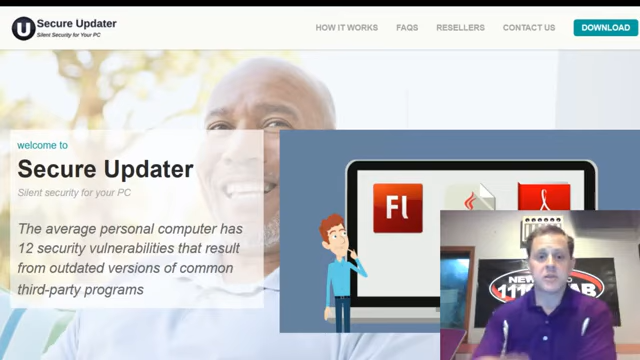 U Secure Updater
Silent Security for Your PC
HOW IT WORKS FAQS RESELLERS CONTACT US DOWNLOAD
welcome to
Secure Updater
Silent security for your PC
The average personal computer has
12 security vulnerabilities that result
from outdated versions of common
third-party programs
Fl